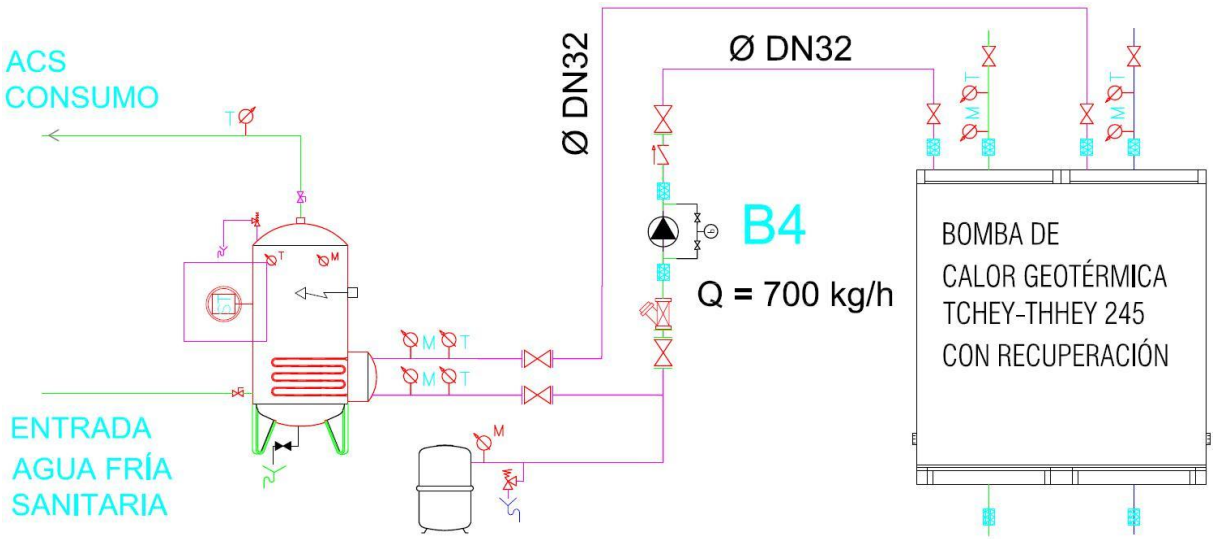 ACS
CONSUMO
T
Ø DN32
Ø DN32
T
M
T
M
B4
Q = 700 kg/h
BOMBA DE
CALOR GEOTÉRMICA
TCHEY-THHEY 245
CON RECUPERACIÓN
T
M
ST
M
T
M
T
ENTRADA
AGUA FRÍA
SANITARIA
M